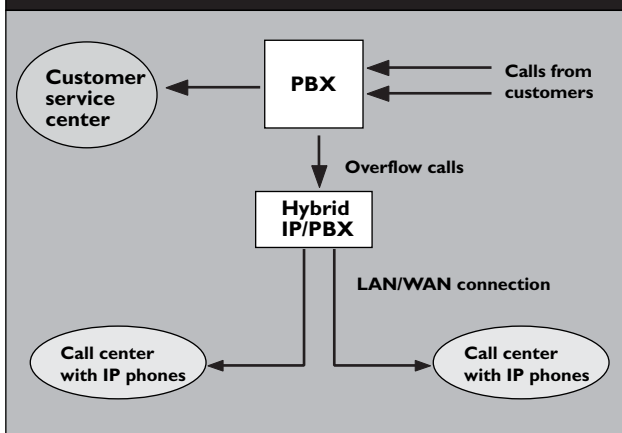 Customer
service
center
PBX
Calls from
customers
Overflow calls
Hybrid
IP/PBX
LAN/WAN connection
Call center
with IP phones
Call center
with IP phones